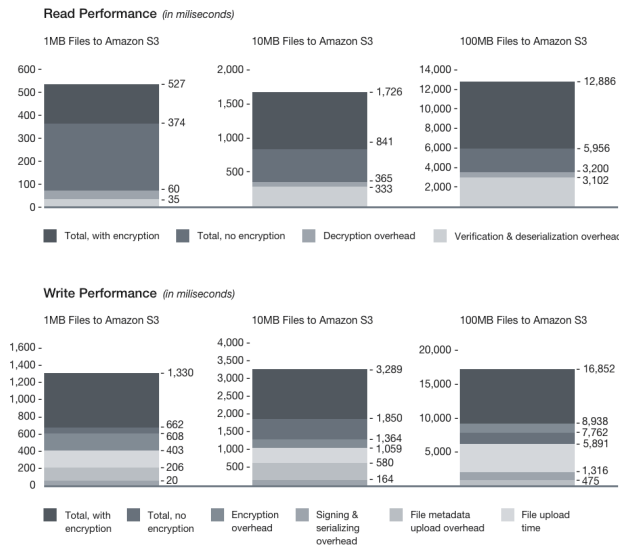 Read Performance (in miliseconds)
1MB Files to Amazon S3
600 -
500 -
400 -
300 -
200 -
100 -
0 -
- 527
- 374
- 60
- 35
10MB Files to Amazon S3
2,000 -
1,500 -
1,000 -
500 -
- 1,726
- 841
- 365
- 333
100MB Files to Amazon S3
14,000 -
12,000 -
10,000 -
8,000 -
6,000 -
4,000 -
2,000 -
- 12,886
- 5,956
- 3,200
- 3,102
Total, with encryption
Total, no encryption
Decryption overhead
Verification & deserialization overhead
Write Performance (in miliseconds)
1MB Files to Amazon S3
1,600 -
1,400 -
1,200 -
1,000 -
800 -
600 -
400 -
200 -
0 -
- 1,330
- 662
- 608
- 403
- 206
- 20
10MB Files to Amazon S3
4,000 -
3,500 -
3,000 -
2,500 -
2,000 -
1,500 -
1,000 -
500 -
- 3,289
- 1,850
- 1,364
- 1,059
- 580
- 164
100MB Files to Amazon S3
20,000 -
15,000 -
10,000 -
5,000 -
- 16,852
- 8,938
- 7,762
- 5,891
- 1,316
- 475
Total, with
encryption
Total, no
encryption
Encryption
overhead
Signing &
serializing
overhead
File metadata
upload overhead
File upload
time